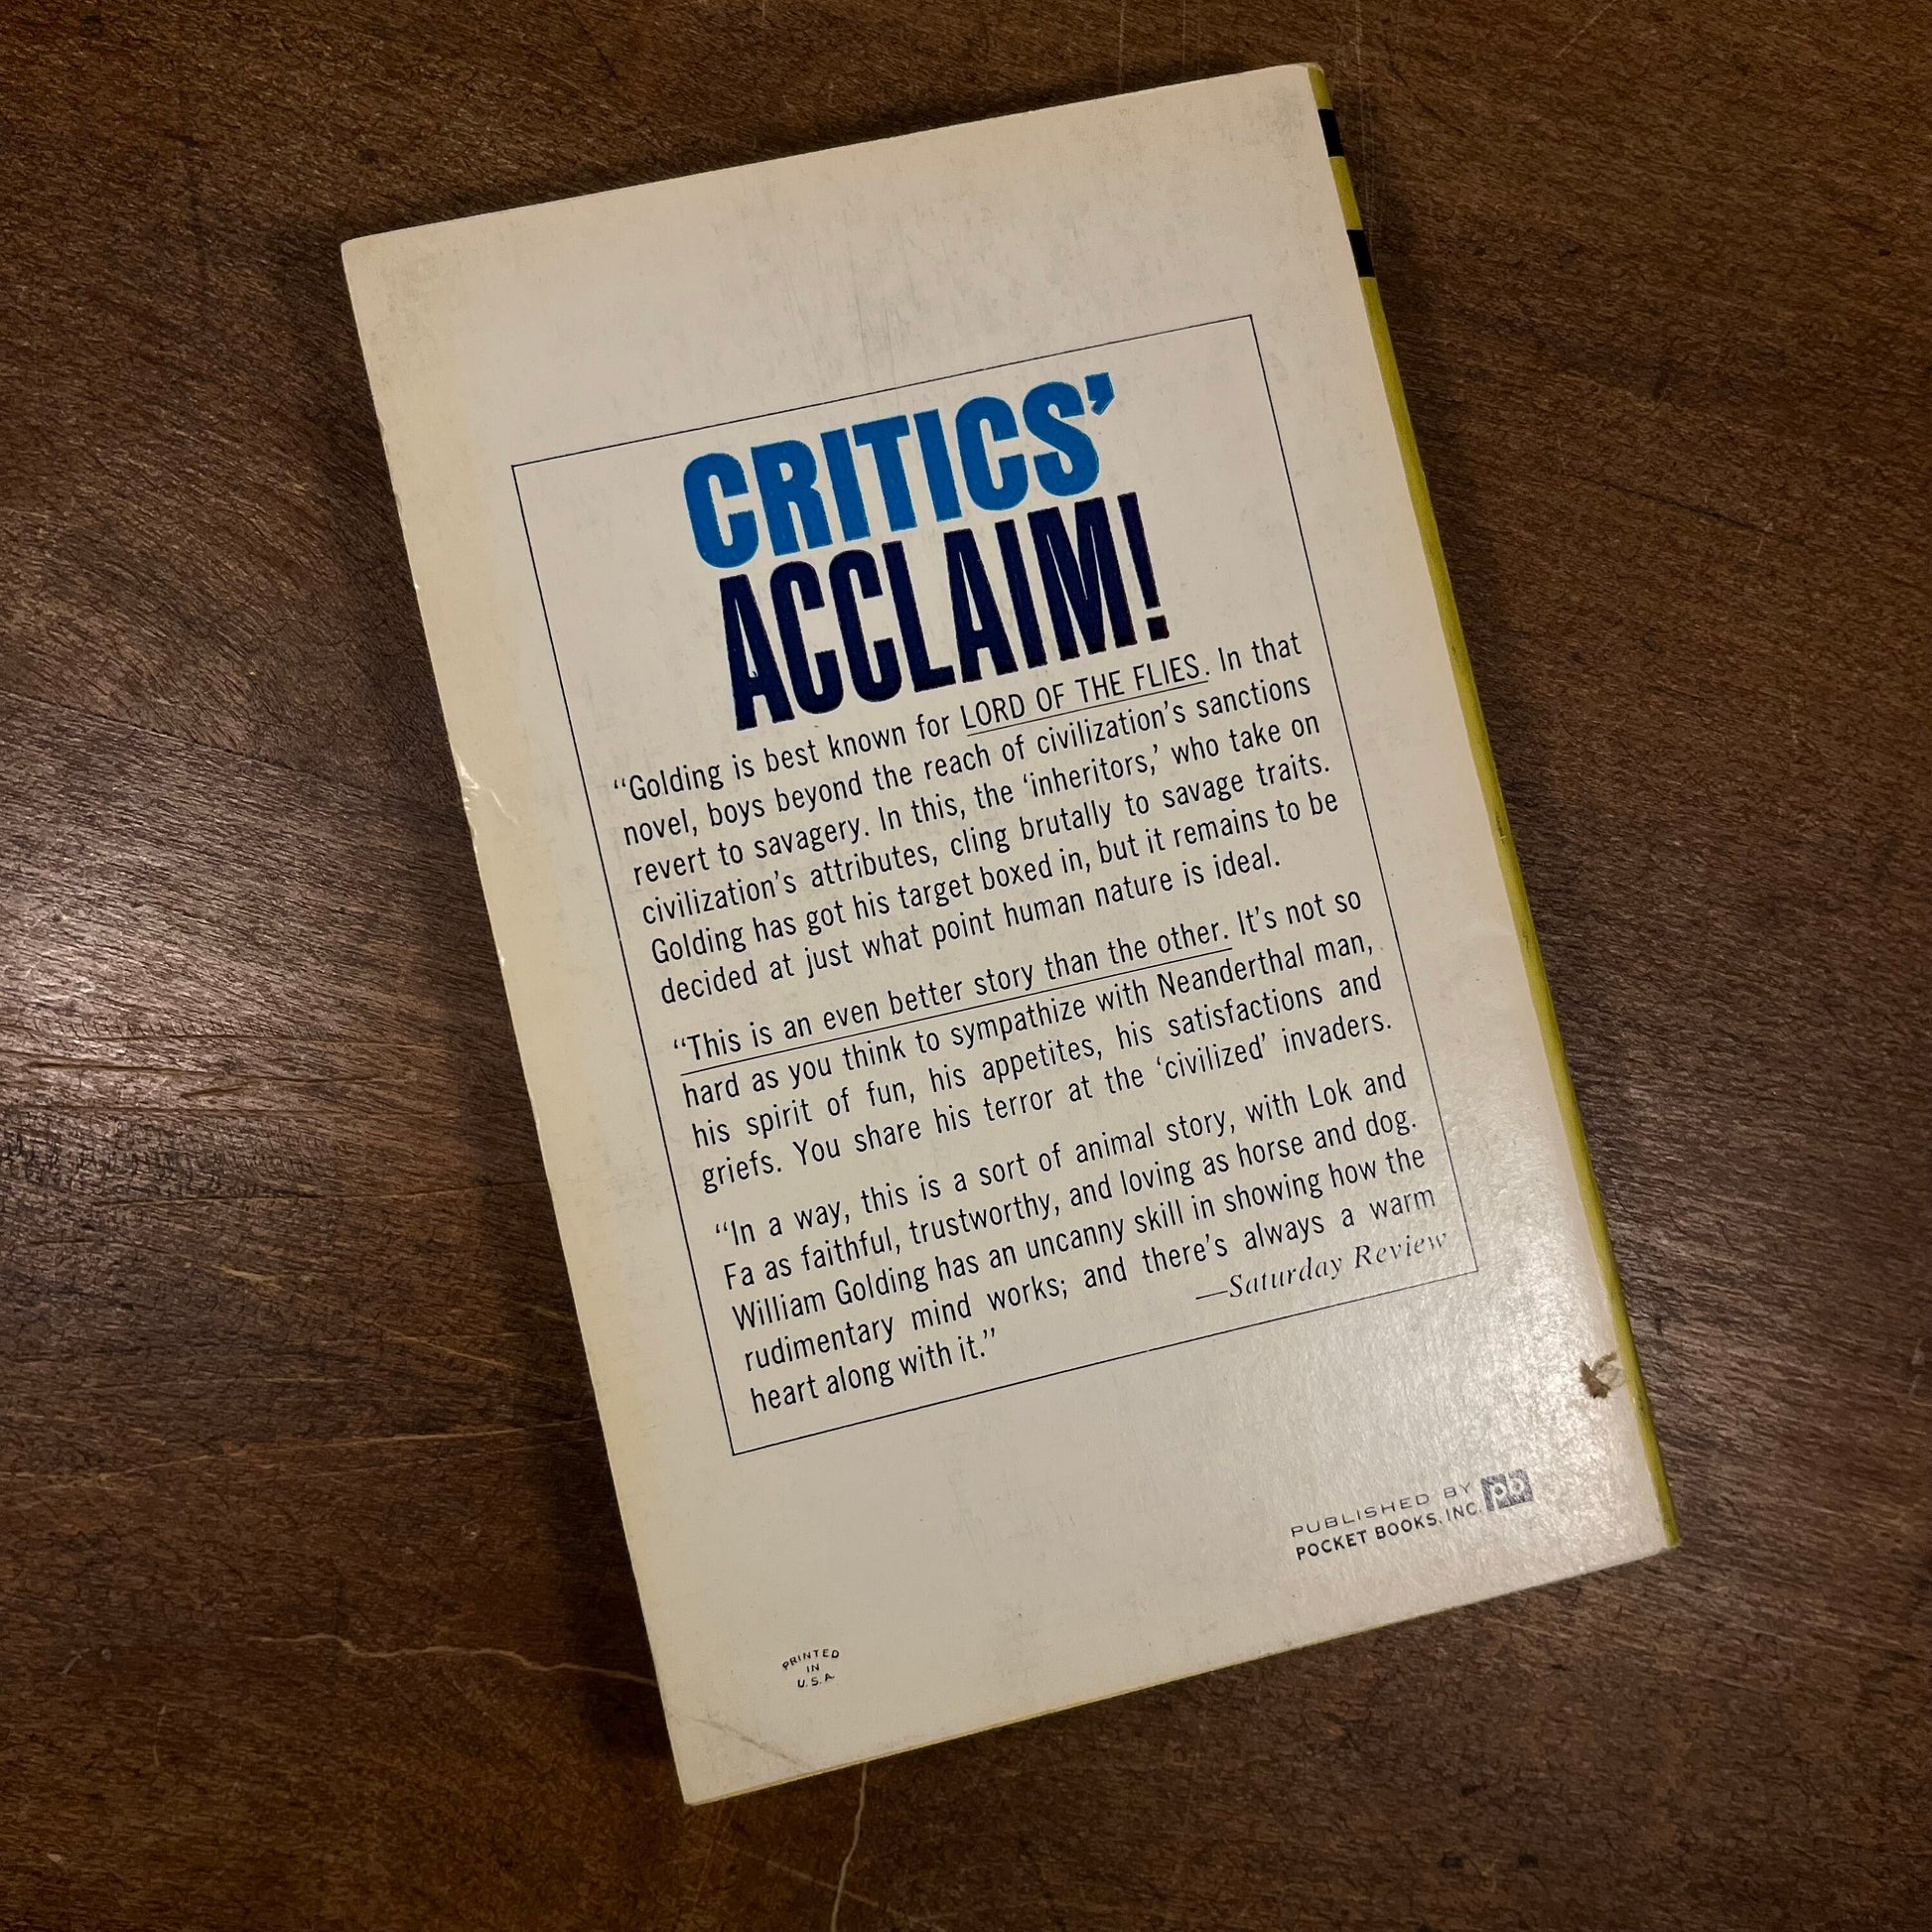 CRITICS’
ACCLAIM!
“Golding is best known for LORD OF THE FLIES. In that
novel, boys beyond the reach of civilization’s sanctions
revert to savagery. In this, the ‘inheritors,’ who take on
civilization’s attributes, cling brutally to savage traits.
Golding has got his target boxed in, but it remains to be
decided at just what point human nature is ideal.
“This is an even better story than the other. It’s not so
hard as you think to sympathize with Neanderthal man,
his spirit of fun, his appetites, his satisfactions and
griefs. You share his terror at the ‘civilized’ invaders.
“In a way, this is a sort of animal story, with Lok and
Fa as faithful, trustworthy, and loving as horse and dog.
William Golding has an uncanny skill in showing how the
rudimentary mind works; and there’s always a warm
heart along with it.”
—Saturday Review
PUBLISHED BY
POCKET BOOKS, INC.
pb
PRINTED
IN
U.S.A.